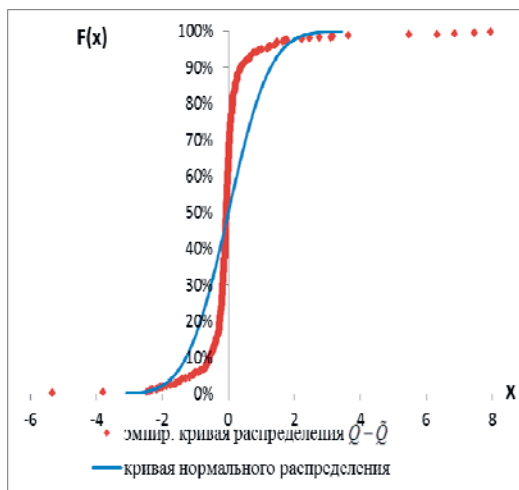 F(x)
100%
90%
80%
70%
60%
50%
40%
30%
20%
10%
0%
X
-6 -4 -2 0 2 4 6 8
эмпир. кривая распределения Q − Q̃
кривая нормального распределения